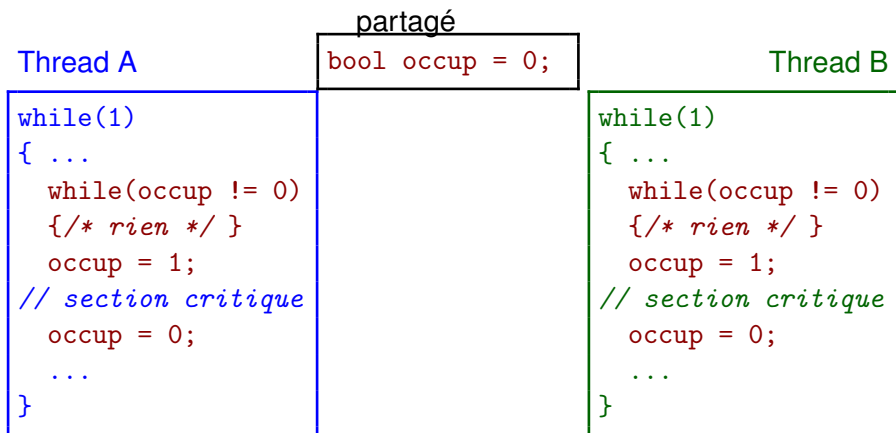 partagé
bool occup = 0;
Thread A
while(1)
{ ...
while(occup != 0)
{/* rien */ }
occup = 1;
// section critique
occup = 0;
...
}
Thread B
while(1)
{ ...
while(occup != 0)
{/* rien */ }
occup = 1;
// section critique
occup = 0;
...
}